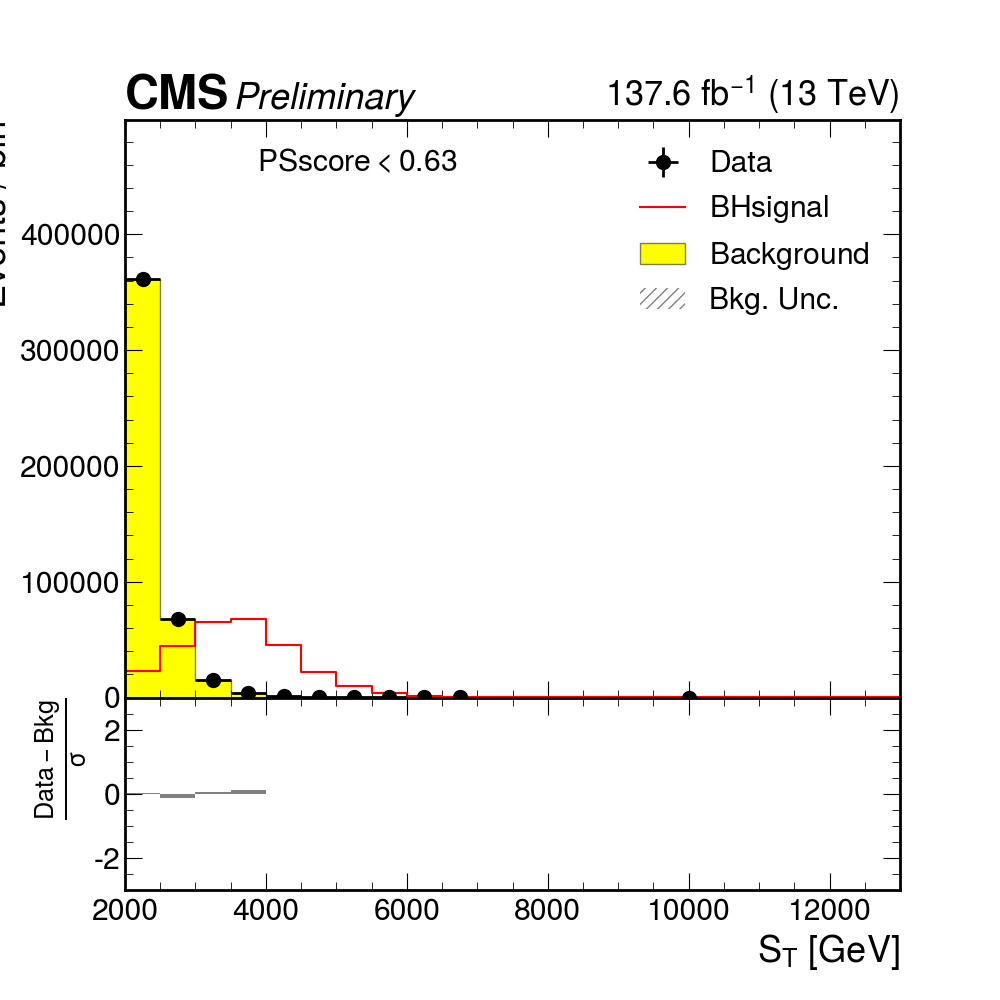 CMS Preliminary 137.6 fb⁻¹ (13 TeV)
PSscore < 0.63
Data
BHsignal
Background
Bkg. Unc.
400000
300000
200000
100000
0
Data − Bkg
σ
2
0
-2
2000 4000 6000 8000 10000 12000
S_T [GeV]